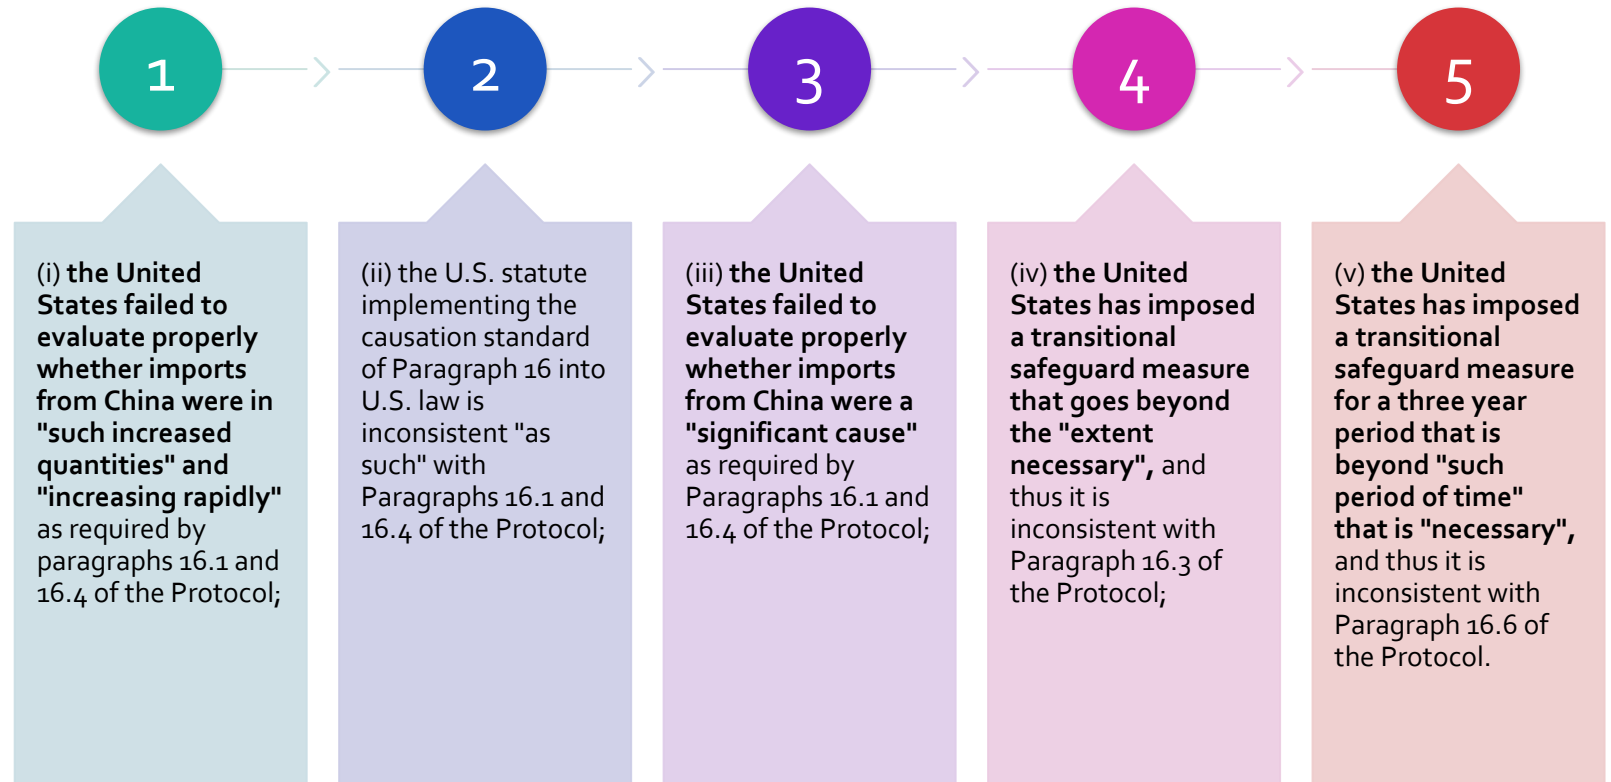 1
2
3
4
5
(i) the United
States failed to
evaluate properly
whether imports
from China were in
"such increased
quantities" and
"increasing rapidly"
as required by
paragraphs 16.1 and
16.4 of the Protocol;
(ii) the U.S. statute
implementing the
causation standard
of Paragraph 16 into
U.S. law is
inconsistent "as
such" with
Paragraphs 16.1 and
16.4 of the Protocol;
(iii) the United
States failed to
evaluate properly
whether imports
from China were a
"significant cause"
as required by
Paragraphs 16.1 and
16.4 of the Protocol;
(iv) the United
States has imposed
a transitional
safeguard measure
that goes beyond
the "extent
necessary", and
thus it is
inconsistent with
Paragraph 16.3 of
the Protocol;
(v) the United
States has imposed
a transitional
safeguard measure
for a three year
period that is
beyond "such
period of time"
that is "necessary",
and thus it is
inconsistent with
Paragraph 16.6 of
the Protocol.